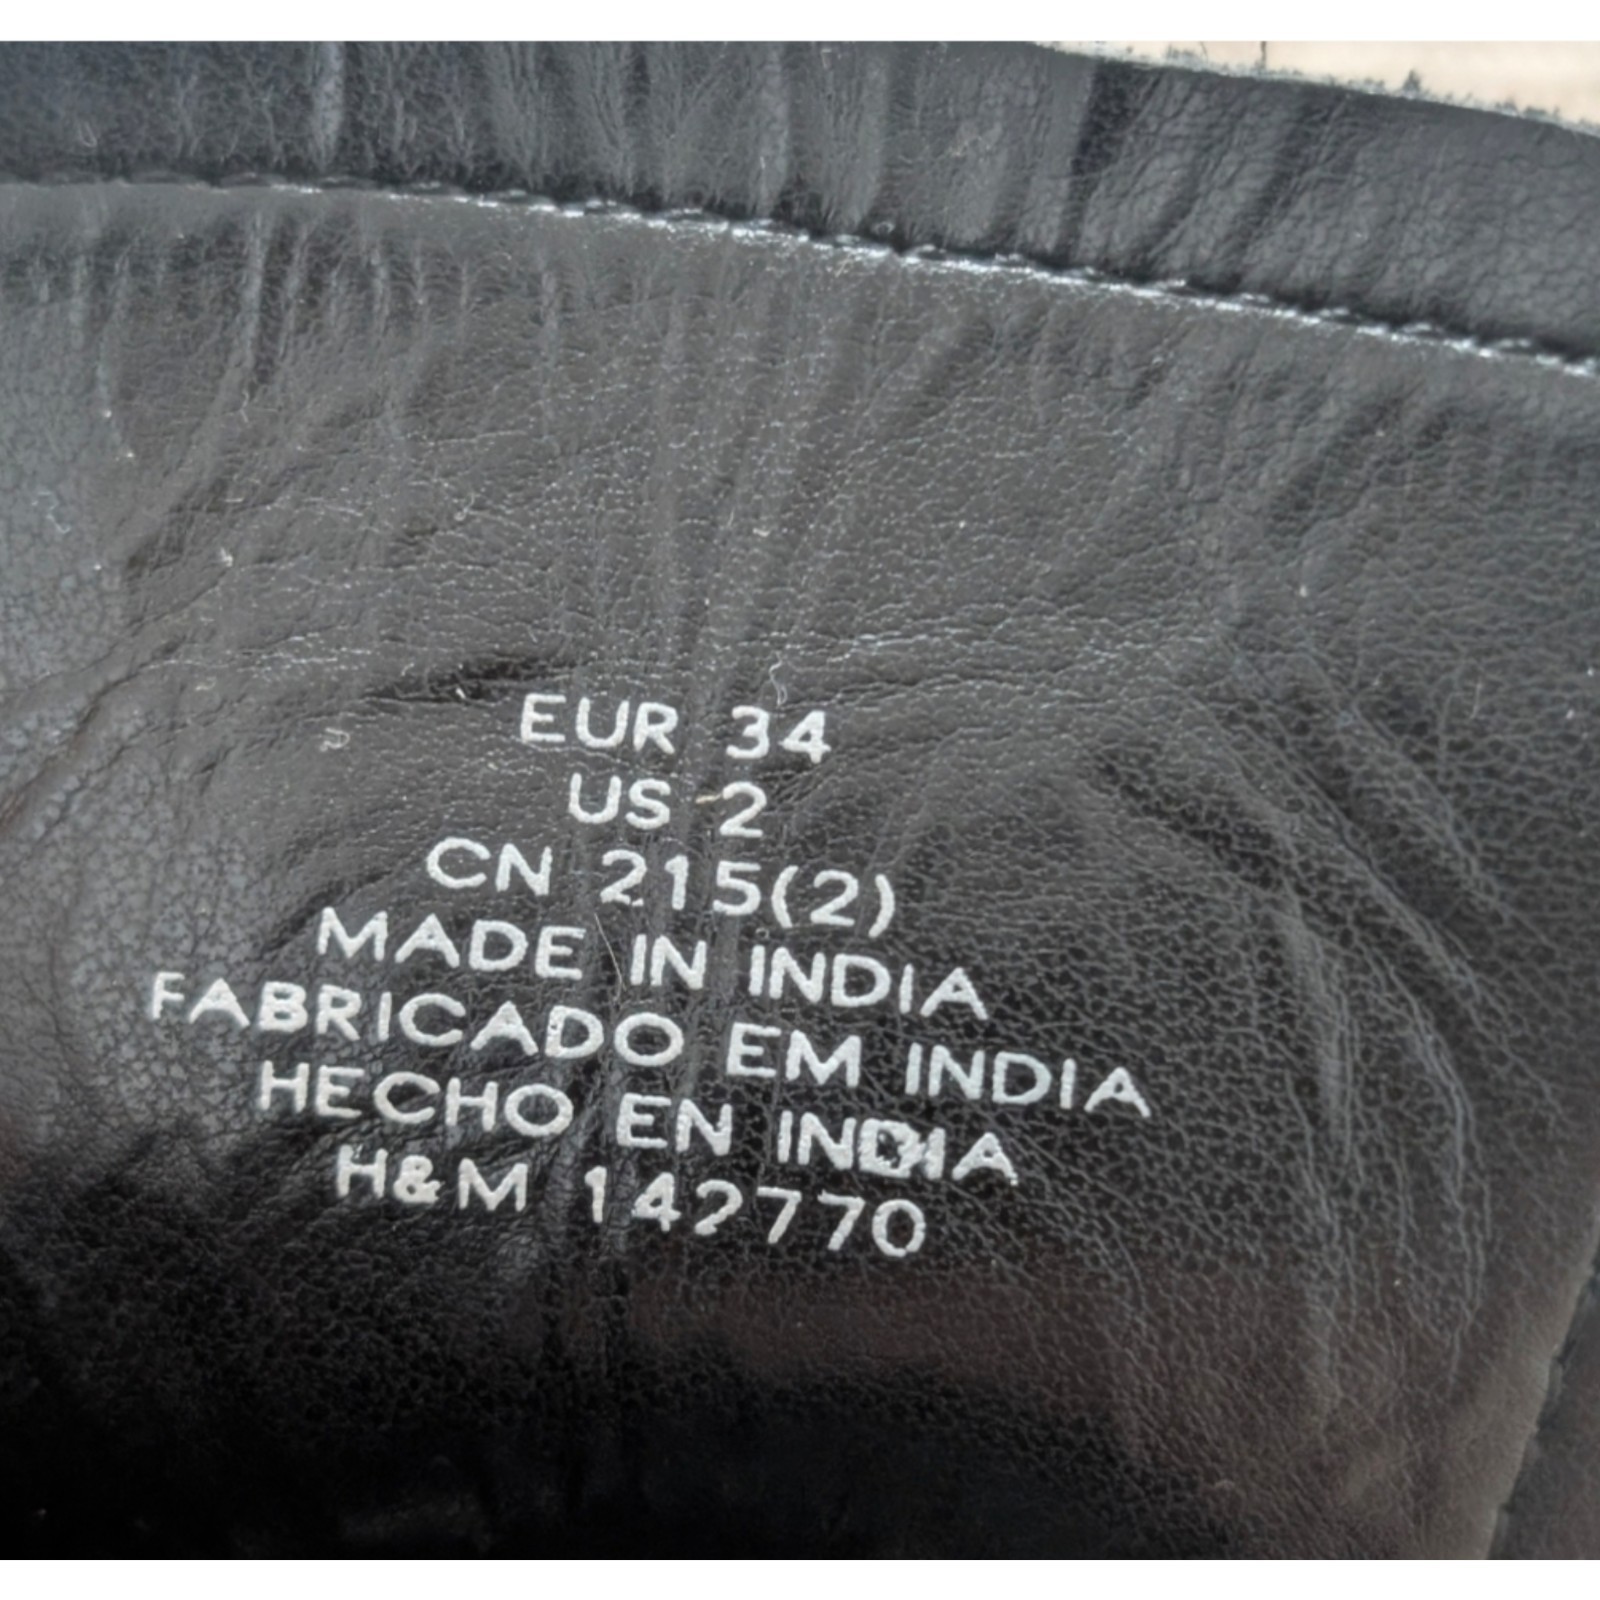 EUR 34
US 2
CN 215(2)
MADE IN INDIA
FABRICADO EM INDIA
HECHO EN INDIA
H&M 142770